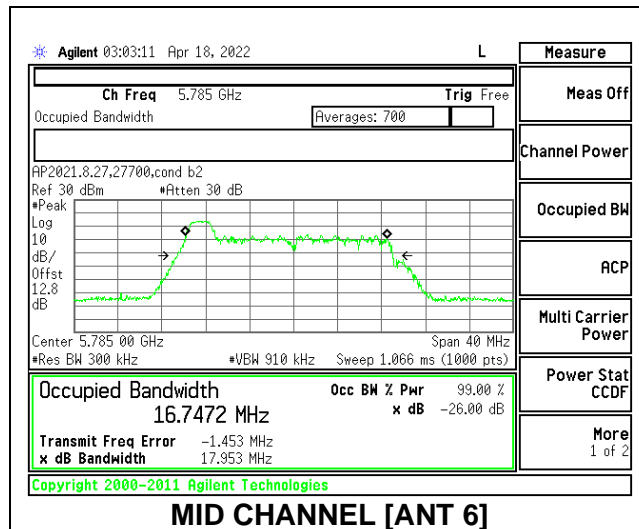 Agilent 03:03:11 Apr 18, 2022 L
Measure
Ch Freq 5.785 GHz Trig Free
Meas Off
Occupied Bandwidth Averages: 700
Channel Power
AP2021.8.27,27700,cond b2
Ref 30 dBm #Atten 30 dB
#Peak
Occupied BW
Log
10
dB/
ACP
Offst
12.8
dB
Multi Carrier
Power
Center 5.785 00 GHz Span 40 MHz
#Res BW 300 kHz #VBW 910 kHz Sweep 1.066 ms (1000 pts)
Power Stat
CCDF
Occupied Bandwidth Occ BW % Pwr 99.00 %
16.7472 MHz x dB -26.00 dB
Transmit Freq Error -1.453 MHz
x dB Bandwidth 17.953 MHz
More
1 of 2
Copyright 2000-2011 Agilent Technologies
MID CHANNEL [ANT 6]